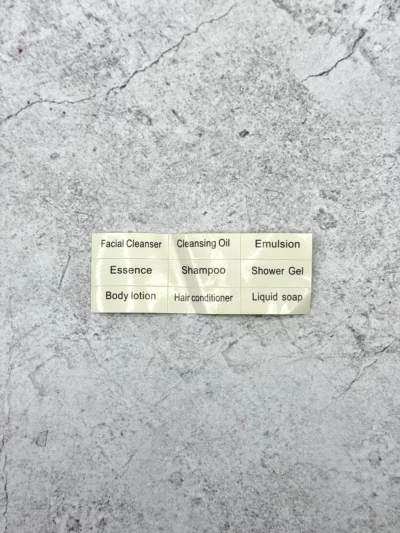 Facial Cleanser
Cleansing Oil
Emulsion
Essence
Shampoo
Shower Gel
Body lotion
Hair conditioner
Liquid soap